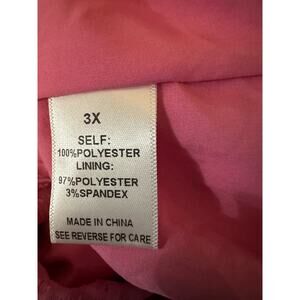 3X
SELF:
100%POLYESTER
LINING:
97%POLYESTER
3%SPANDEX
MADE IN CHINA
SEE REVERSE FOR CARE